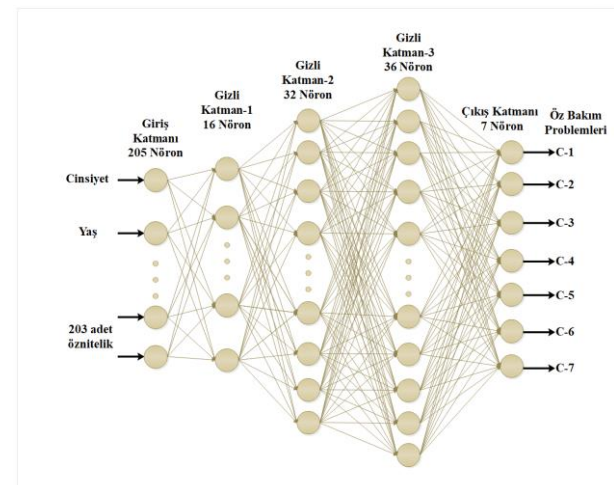 Giriş
Katmanı
205 Nöron
Gizli
Katman-1
16 Nöron
Gizli
Katman-2
32 Nöron
Gizli
Katman-3
36 Nöron
Çıkış Katmanı
7 Nöron
Öz Bakım
Problemleri
Cinsiyet
Yaş
203 adet
öznitelik
C-1
C-2
C-3
C-4
C-5
C-6
C-7